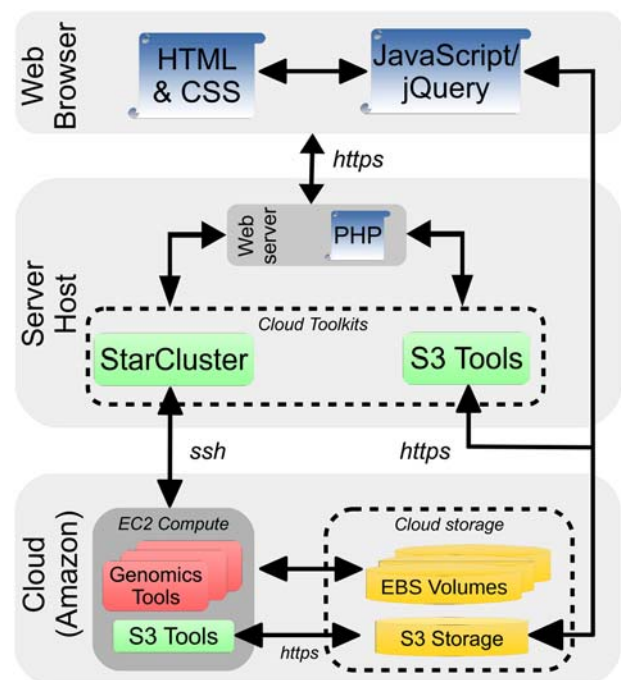 Web
Browser
HTML
& CSS
JavaScript/
jQuery
https
Server
Host
Web
server
PHP
Cloud Toolkits
StarCluster
S3 Tools
ssh
https
Cloud
(Amazon)
EC2 Compute
Genomics
Tools
S3 Tools
https
Cloud storage
EBS Volumes
S3 Storage